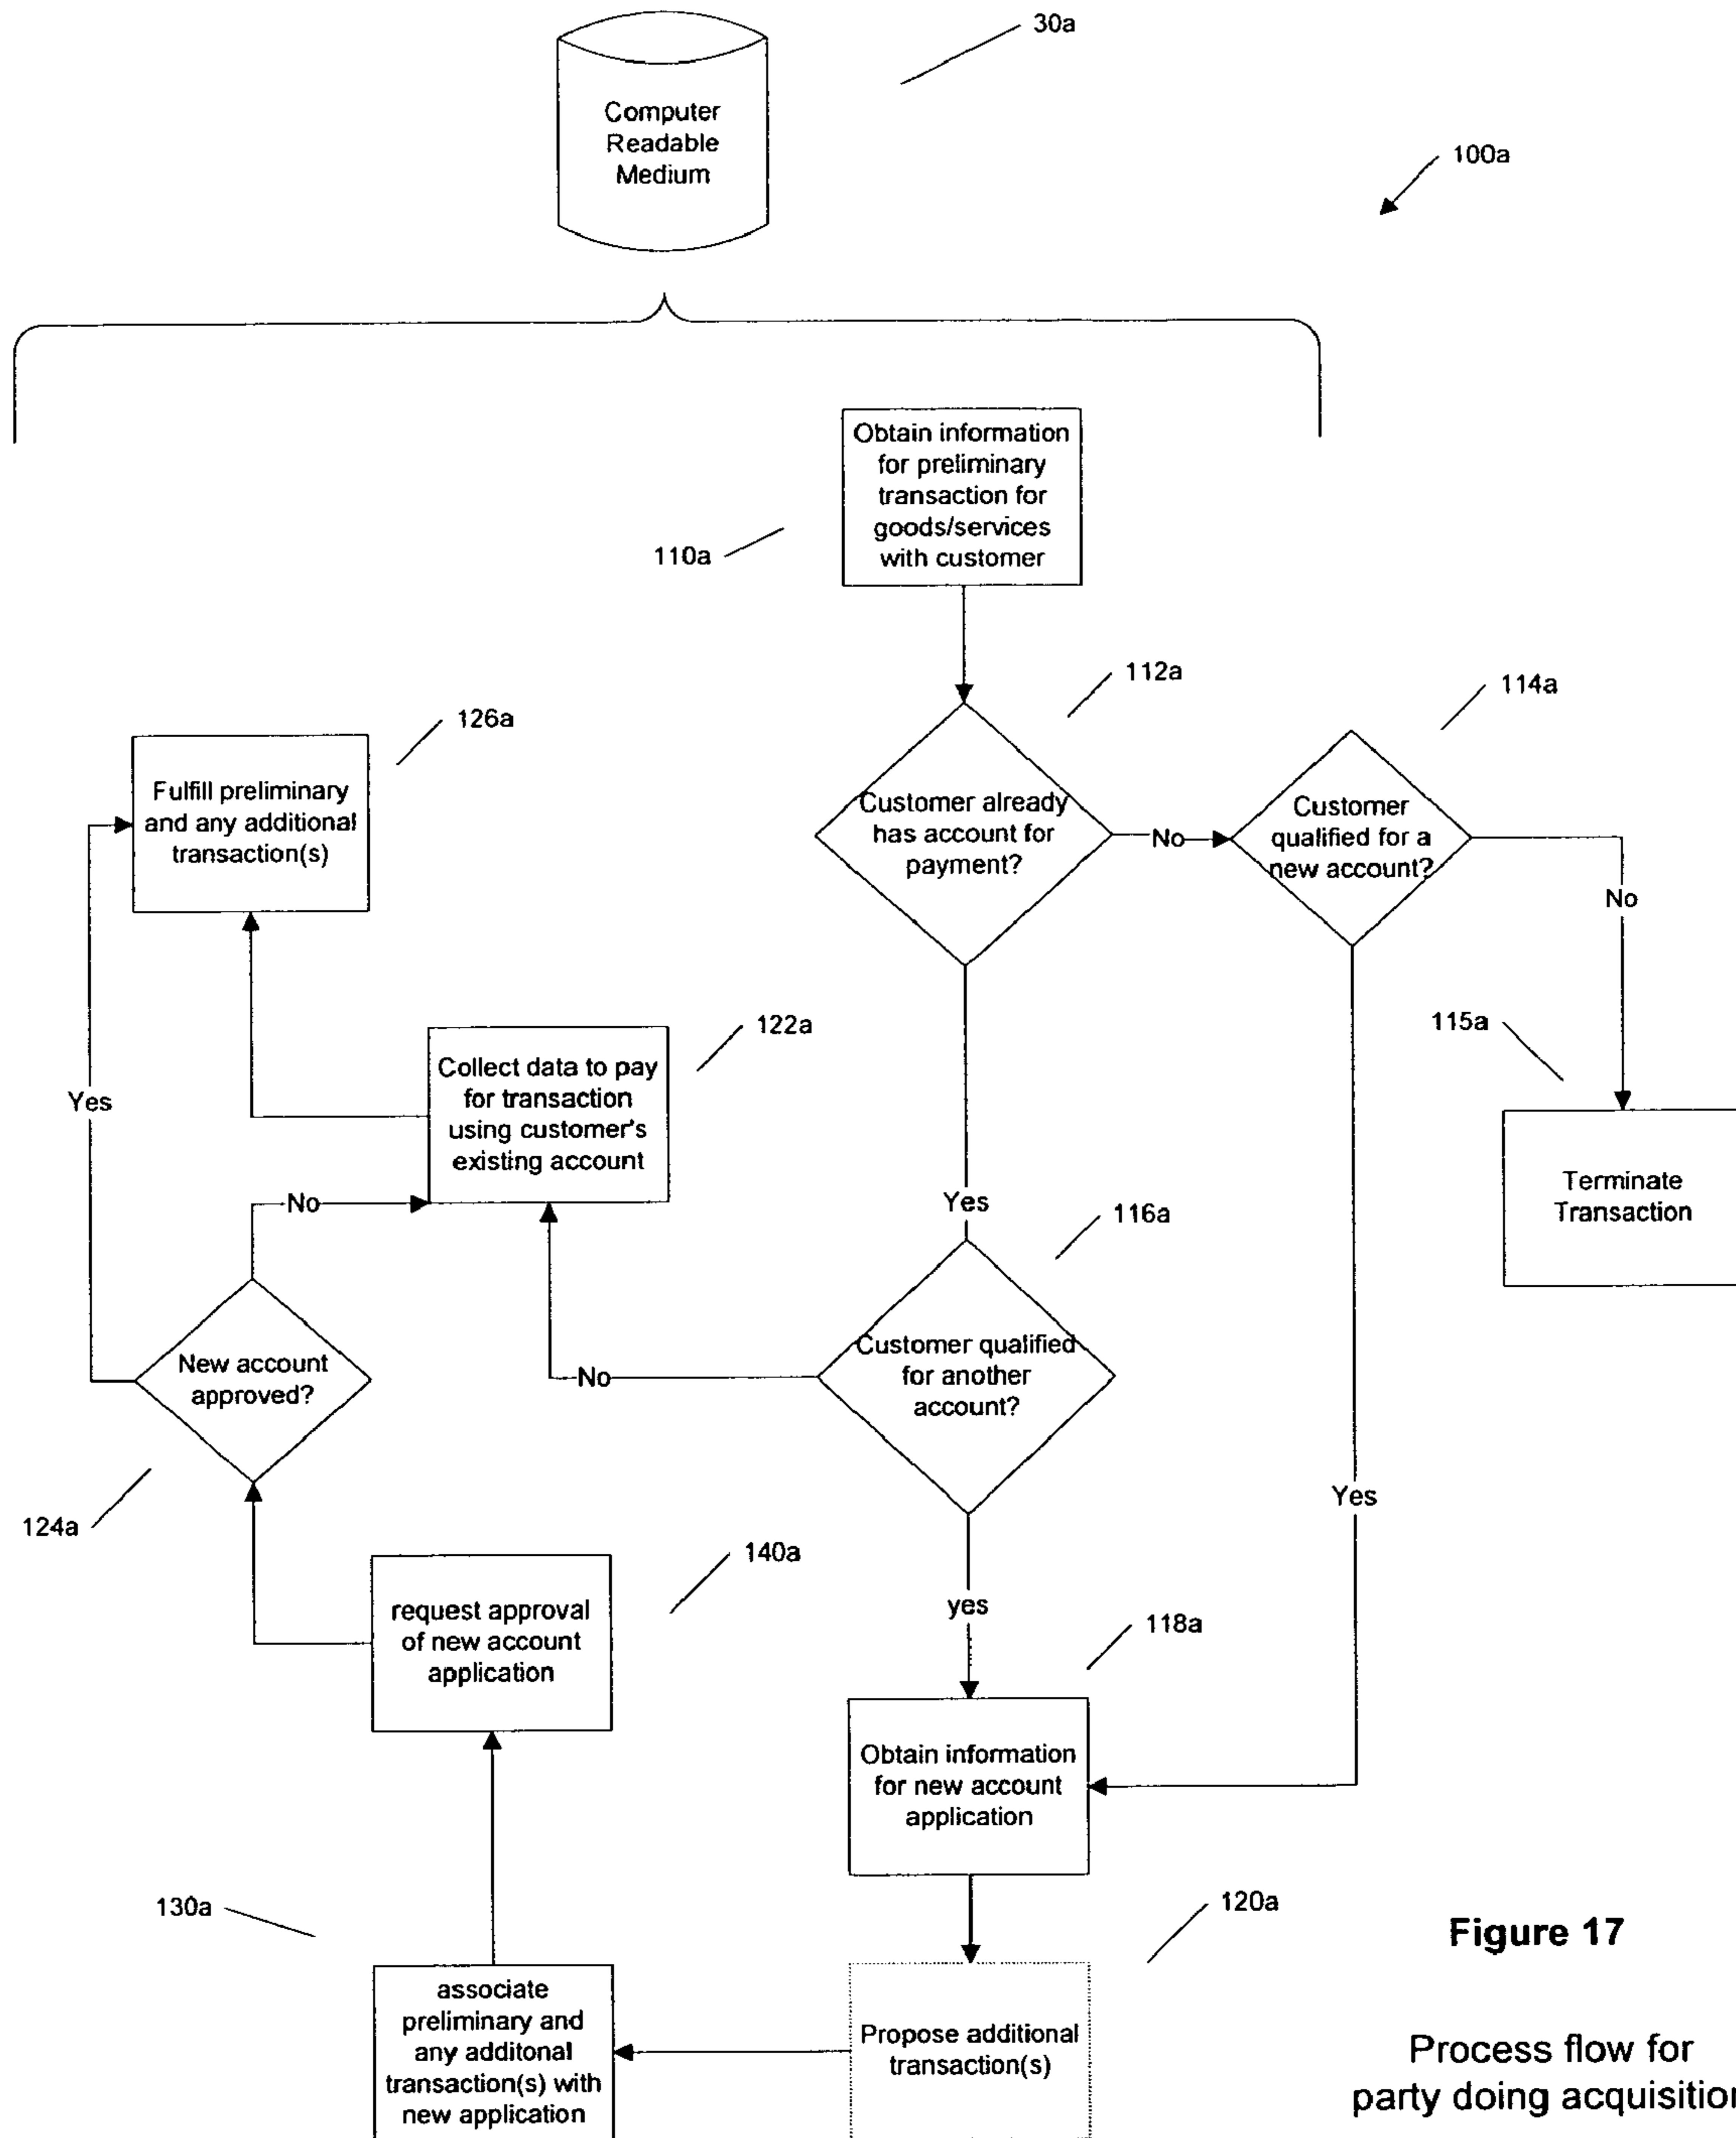 30a
Computer
Readable
Medium
100a
Obtain information
for preliminary
transaction for
goods/services
with customer
110a
112a
114a
126a
Fulfill preliminary
and any additional
transaction(s)
Customer already
has account for
payment?
No
Customer
qualified for a
new account?
No
122a
115a
Collect data to pay
for transaction
using customer's
existing account
Yes
Terminate
Transaction
No
Yes
116a
New account
approved?
No
Customer qualified
for another
account?
Yes
124a
140a
yes
request approval
of new account
application
118a
Obtain information
for new account
application
130a
120a
Figure 17
associate
preliminary and
any additonal
transaction(s) with
new application
Propose additional
transaction(s)
Process flow for
party doing acquisition